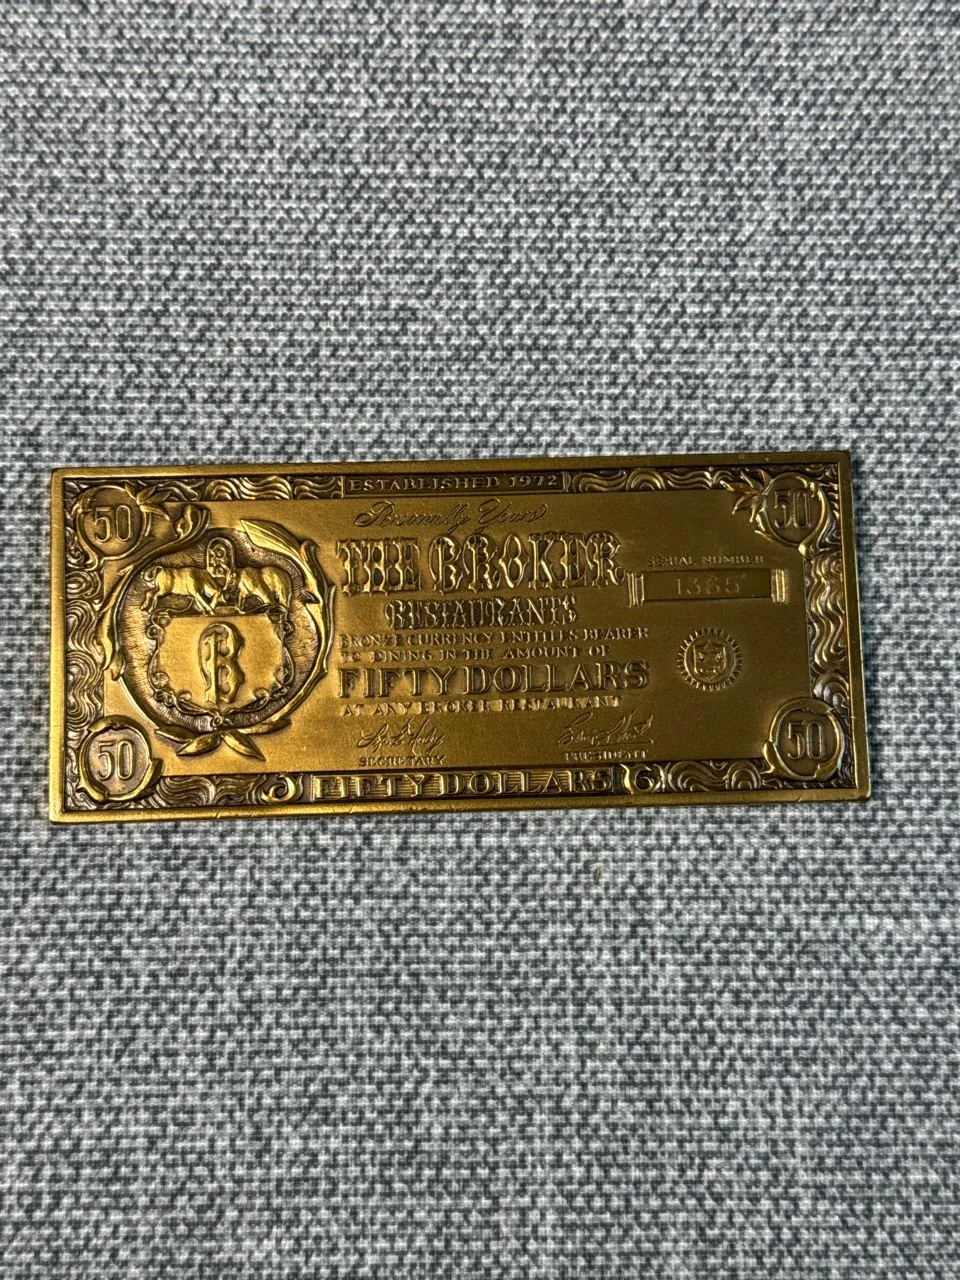 ESTABLISHED 1972
50
50
Personally Yours
THE BROKER
RESTAURANTS
SERIAL NUMBER
1365
B
BRONZE CURRENCY ENTITLES BEARER
TO DINING IN THE AMOUNT OF
FIFTY DOLLARS
AT ANY BROKER RESTAURANT
SECRETARY
PRESIDENT
50
50
FIFTY DOLLARS